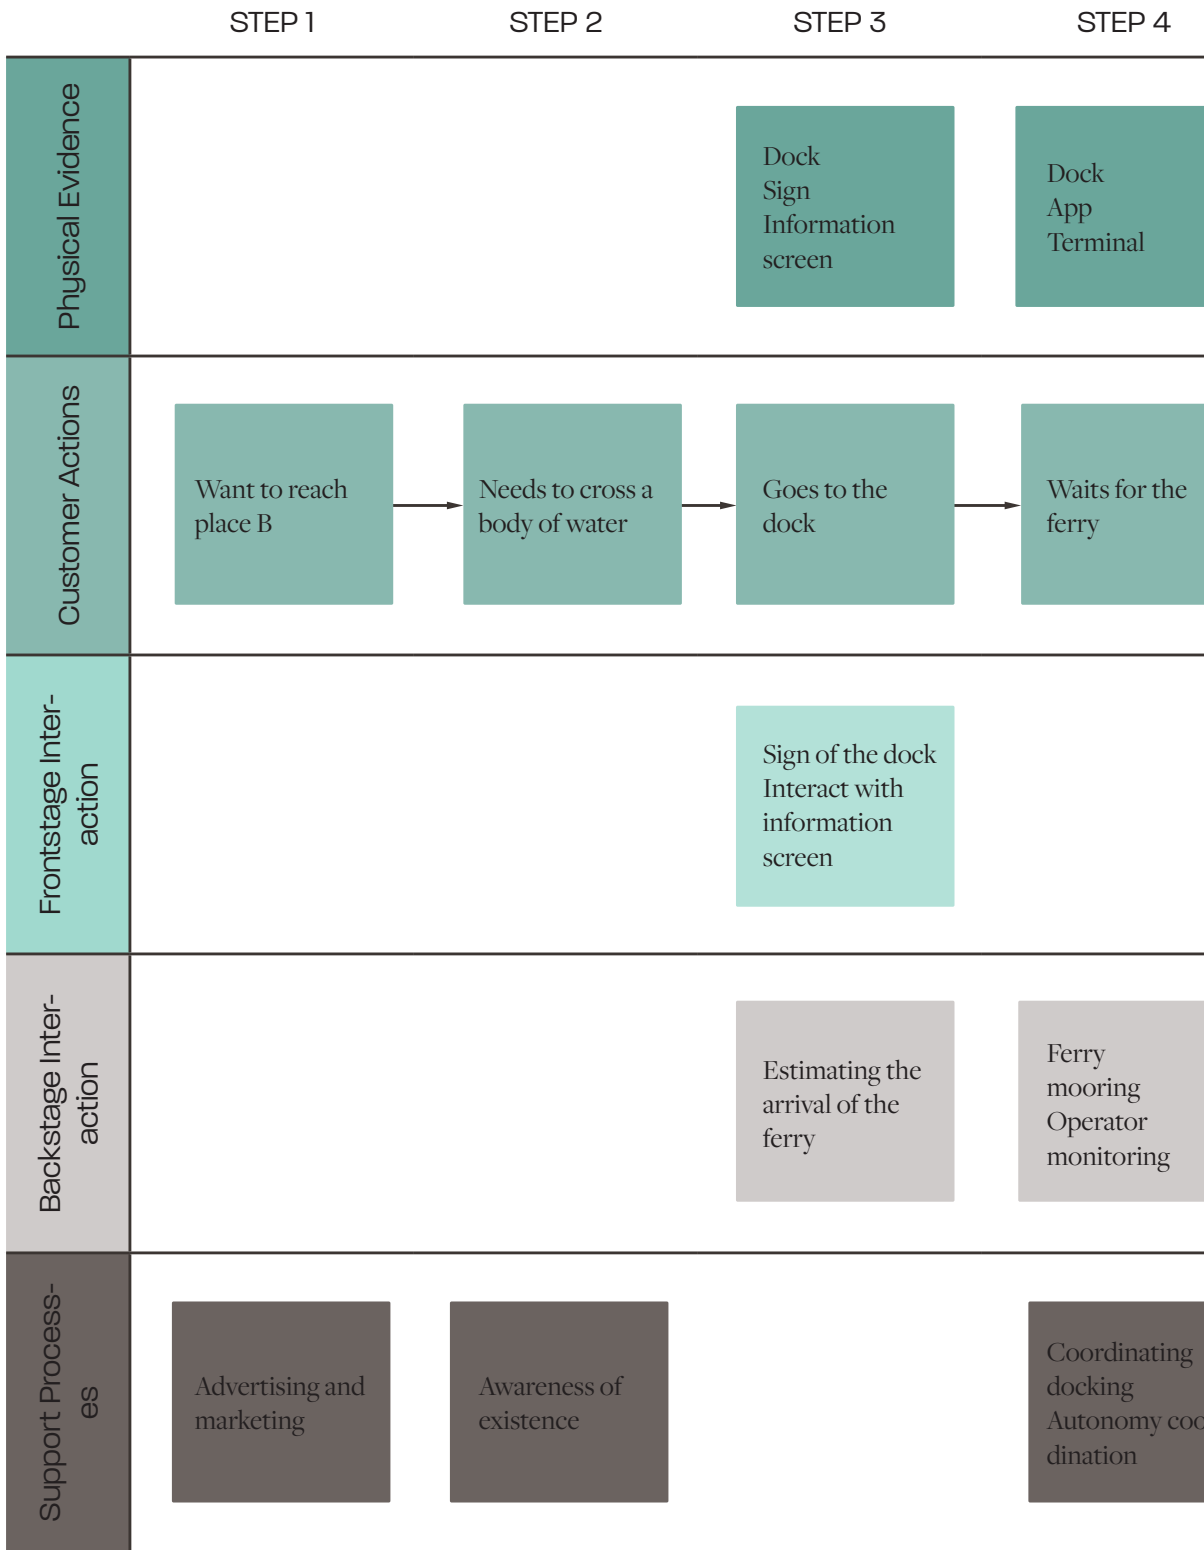 STEP 1
STEP 2
STEP 3
STEP 4
Physical Evidence
Dock
Sign
Information
screen
Dock
App
Terminal
Customer Actions
Want to reach
place B
Needs to cross a
body of water
Goes to the
dock
Waits for the
ferry
Frontstage Inter-
action
Sign of the dock
Interact with
information
screen
Backstage Inter-
action
Estimating the
arrival of the
ferry
Ferry
mooring
Operator
monitoring
Support Process-
es
Advertising and
marketing
Awareness of
existence
Coordinating
docking
Autonomy coo
dination